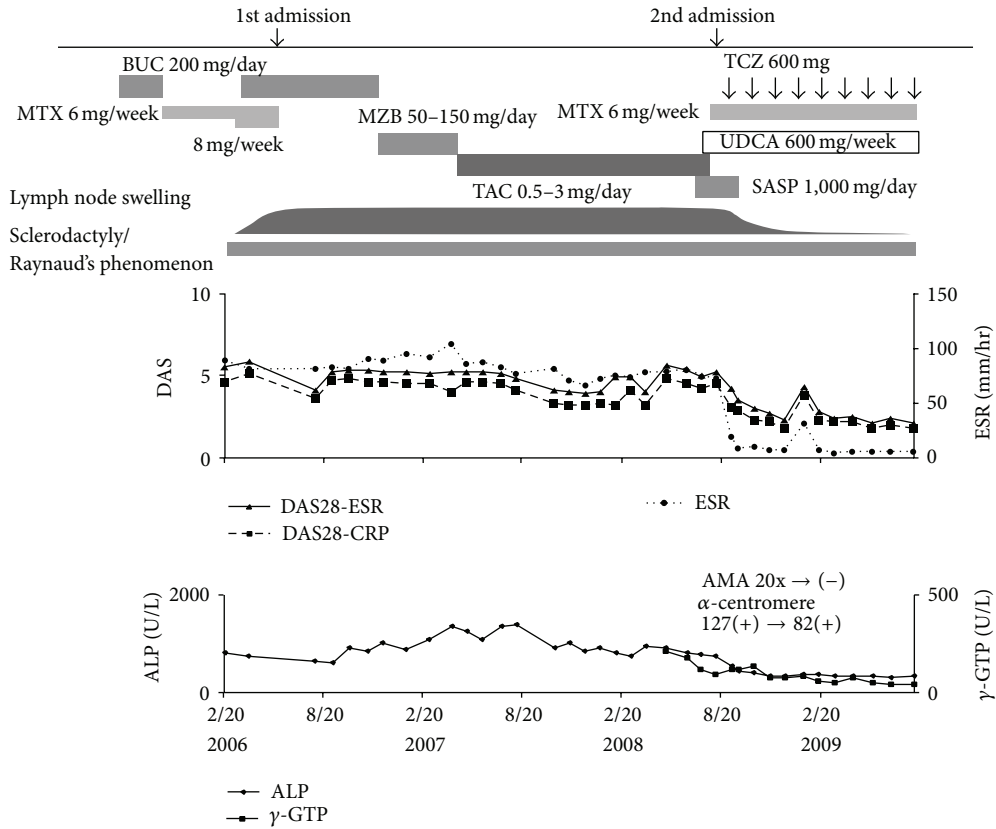 1st admission
2nd admission
BUC 200 mg/day
TCZ 600 mg
MTX 6 mg/week
MZB 50–150 mg/day
MTX 6 mg/week
8 mg/week
UDCA 600 mg/week
TAC 0.5–3 mg/day
SASP 1,000 mg/day
Lymph node swelling
Sclerodactyly/
Raynaud's phenomenon
10
150
DAS
5
100
50
ESR (mm/hr)
0
0
DAS28-ESR
ESR
DAS28-CRP
2000
AMA 20x → (−)
500
α-centromere
127(+) → 82(+)
ALP (U/L)
1000
γ-GTP (U/L)
0
0
2/20
8/20
2/20
8/20
2/20
8/20
2/20
2006
2007
2008
2009
ALP
γ-GTP